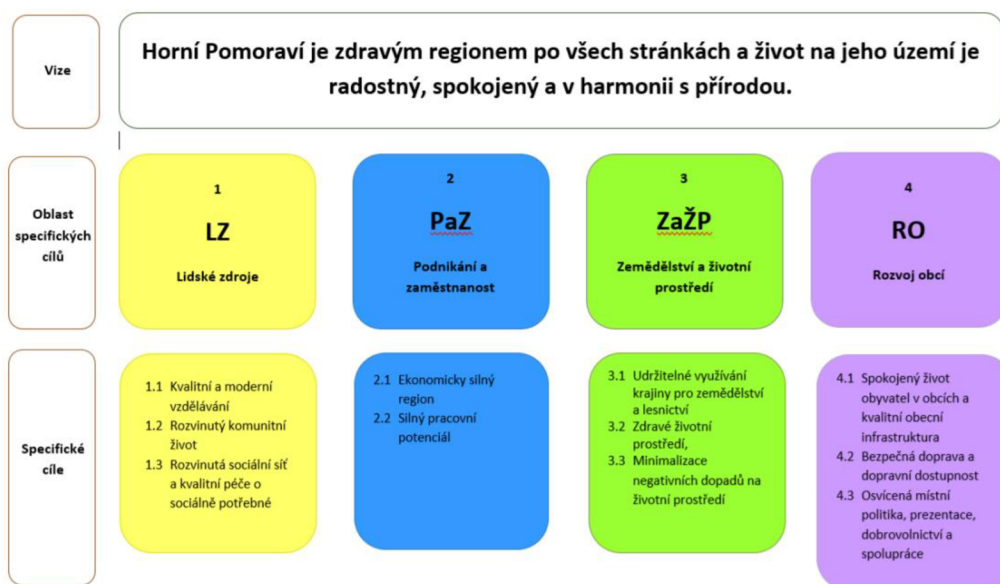 Vize
Horní Pomoraví je zdravým regionem po všech stránkách a život na jeho území je
radostný, spokojený a v harmonii s přírodou.
Oblast
specifických
cílů
1
LZ
Lidské zdroje
2
PaZ
Podnikání a
zaměstnanost
3
ZaŽP
Zemědělství a životní
prostředí
4
RO
Rozvoj obcí
Specifické
cíle
1.1 Kvalitní a moderní
vzdělávání
1.2 Rozvinutý komunitní
život
1.3 Rozvinutá sociální síť
a kvalitní péče o
sociálně potřebné
2.1 Ekonomicky silný
region
2.2 Silný pracovní
potenciál
3.1 Udržitelné využívání
krajiny pro zemědělství
a lesnictví
3.2 Zdravé životní
prostředí,
3.3 Minimalizace
negativních dopadů na
životní prostředí
4.1 Spokojený život
obyvatel v obcích a
kvalitní obecní
infrastruktura
4.2 Bezpečná doprava a
dopravní dostupnost
4.3 Osvícená místní
politika, prezentace,
dobrovolnictví a
spolupráce